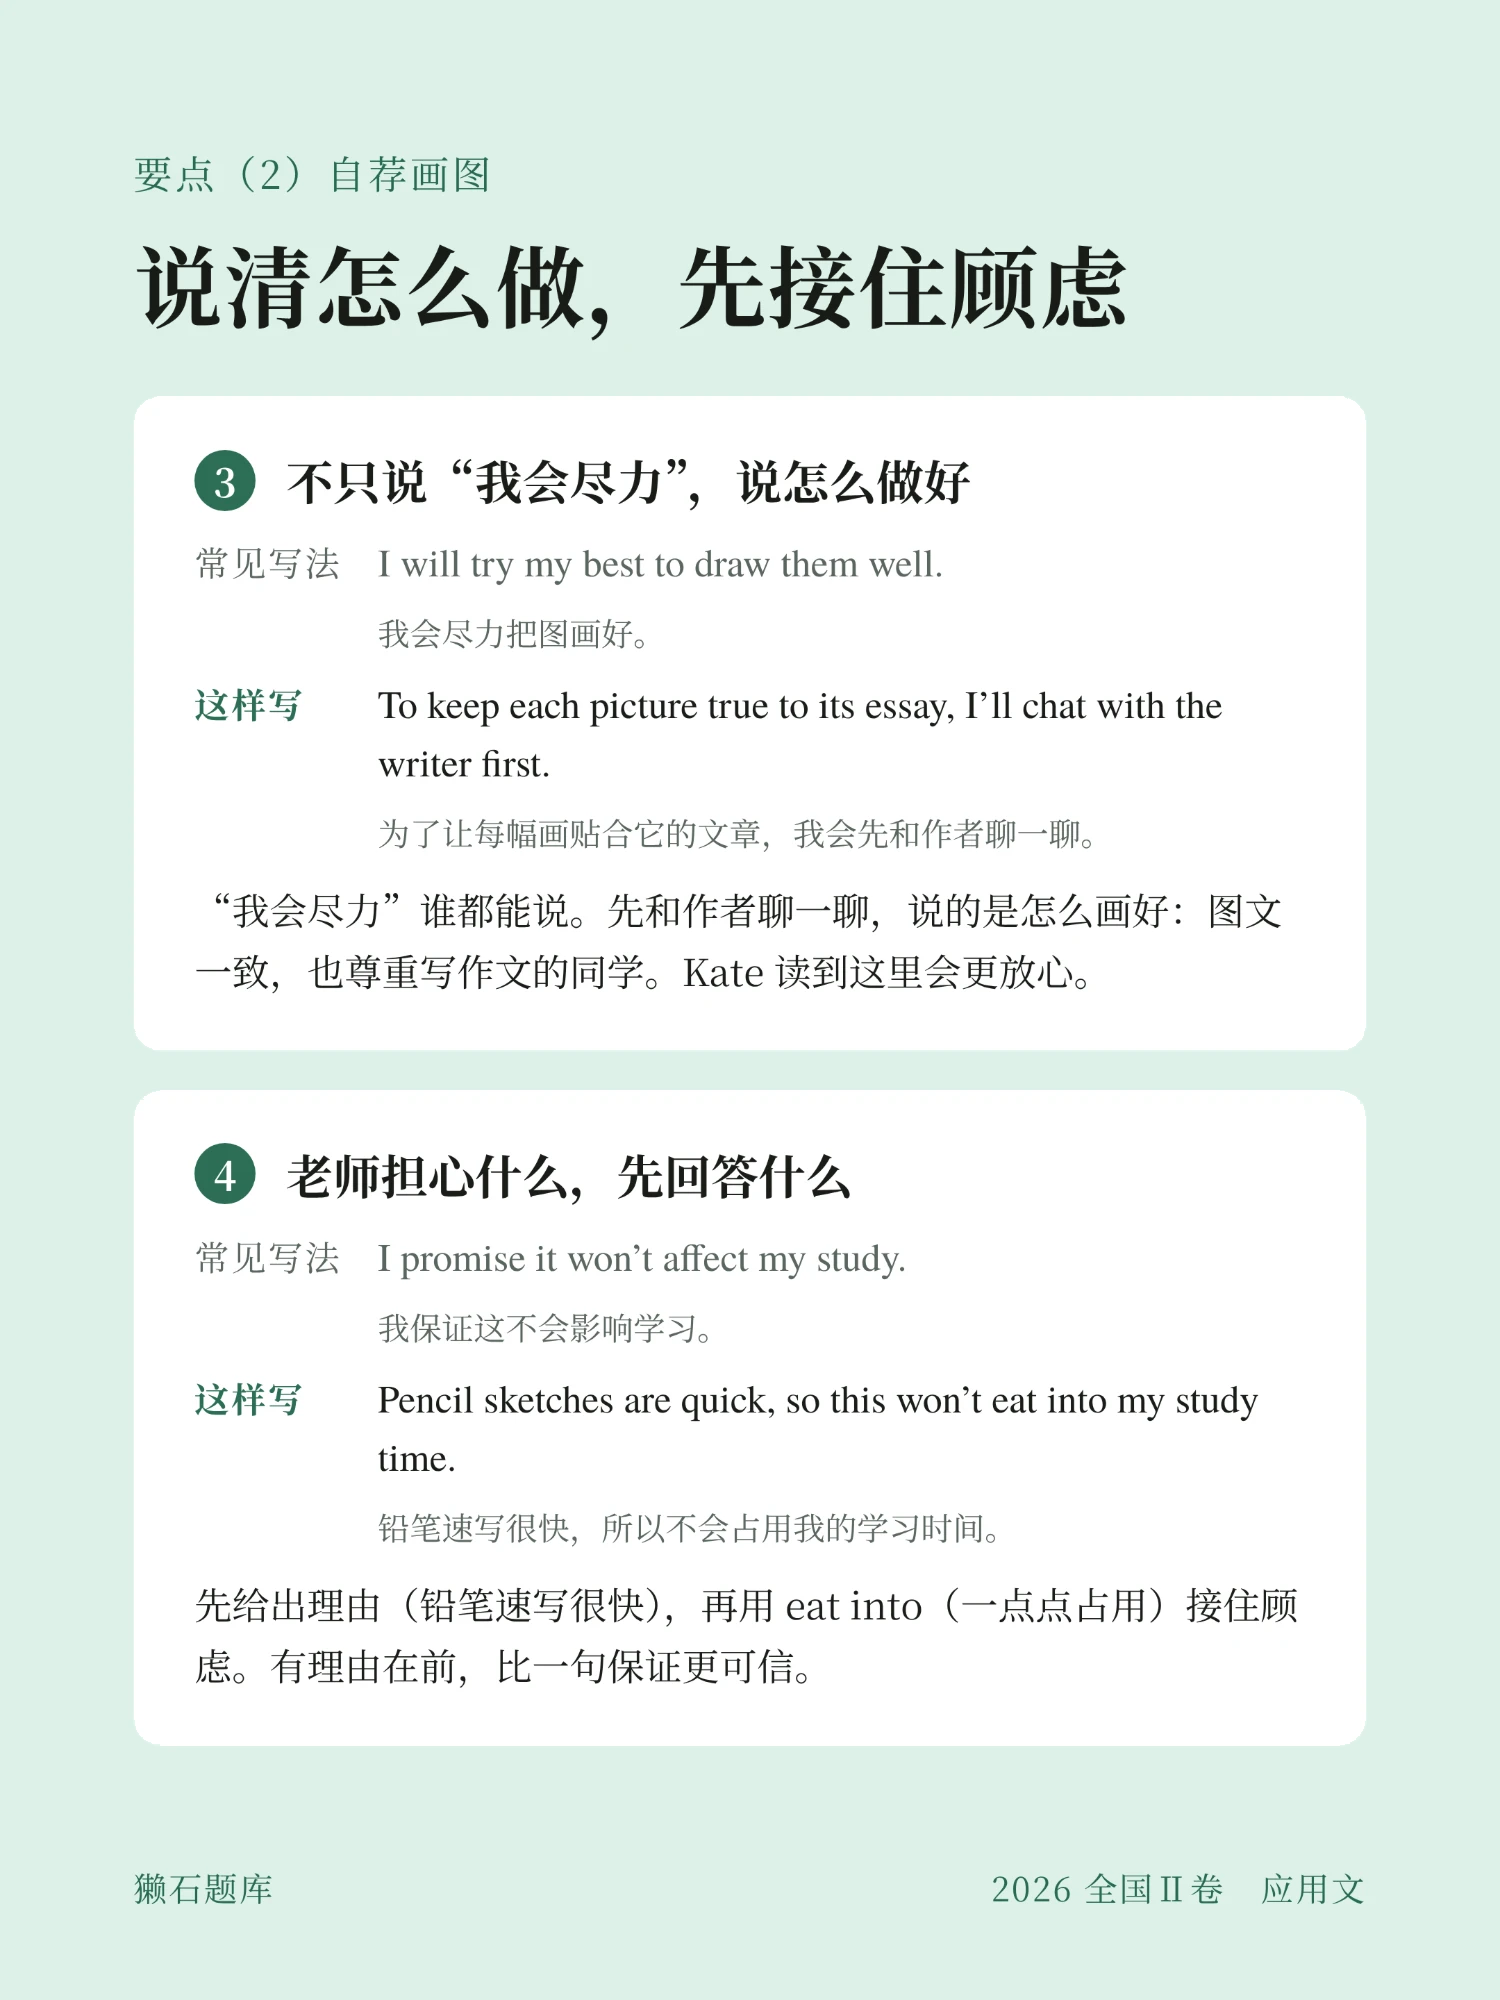 要点（2）自荐画图
说清怎么做，先接住顾虑
3 不只说“我会尽力”，说怎么做好
常见写法 I will try my best to draw them well.
我会尽力把图画好。
这样写 To keep each picture true to its essay, I’ll chat with the
writer first.
为了让每幅画贴合它的文章，我会先和作者聊一聊。
“我会尽力”谁都能说。先和作者聊一聊，说的是怎么画好：图文
一致，也尊重写作文的同学。Kate 读到这里会更放心。
4 老师担心什么，先回答什么
常见写法 I promise it won’t affect my study.
我保证这不会影响学习。
这样写 Pencil sketches are quick, so this won’t eat into my study
time.
铅笔速写很快，所以不会占用我的学习时间。
先给出理由（铅笔速写很快），再用 eat into（一点点占用）接住顾
虑。有理由在前，比一句保证更可信。
獭石题库
2026 全国Ⅱ卷 应用文